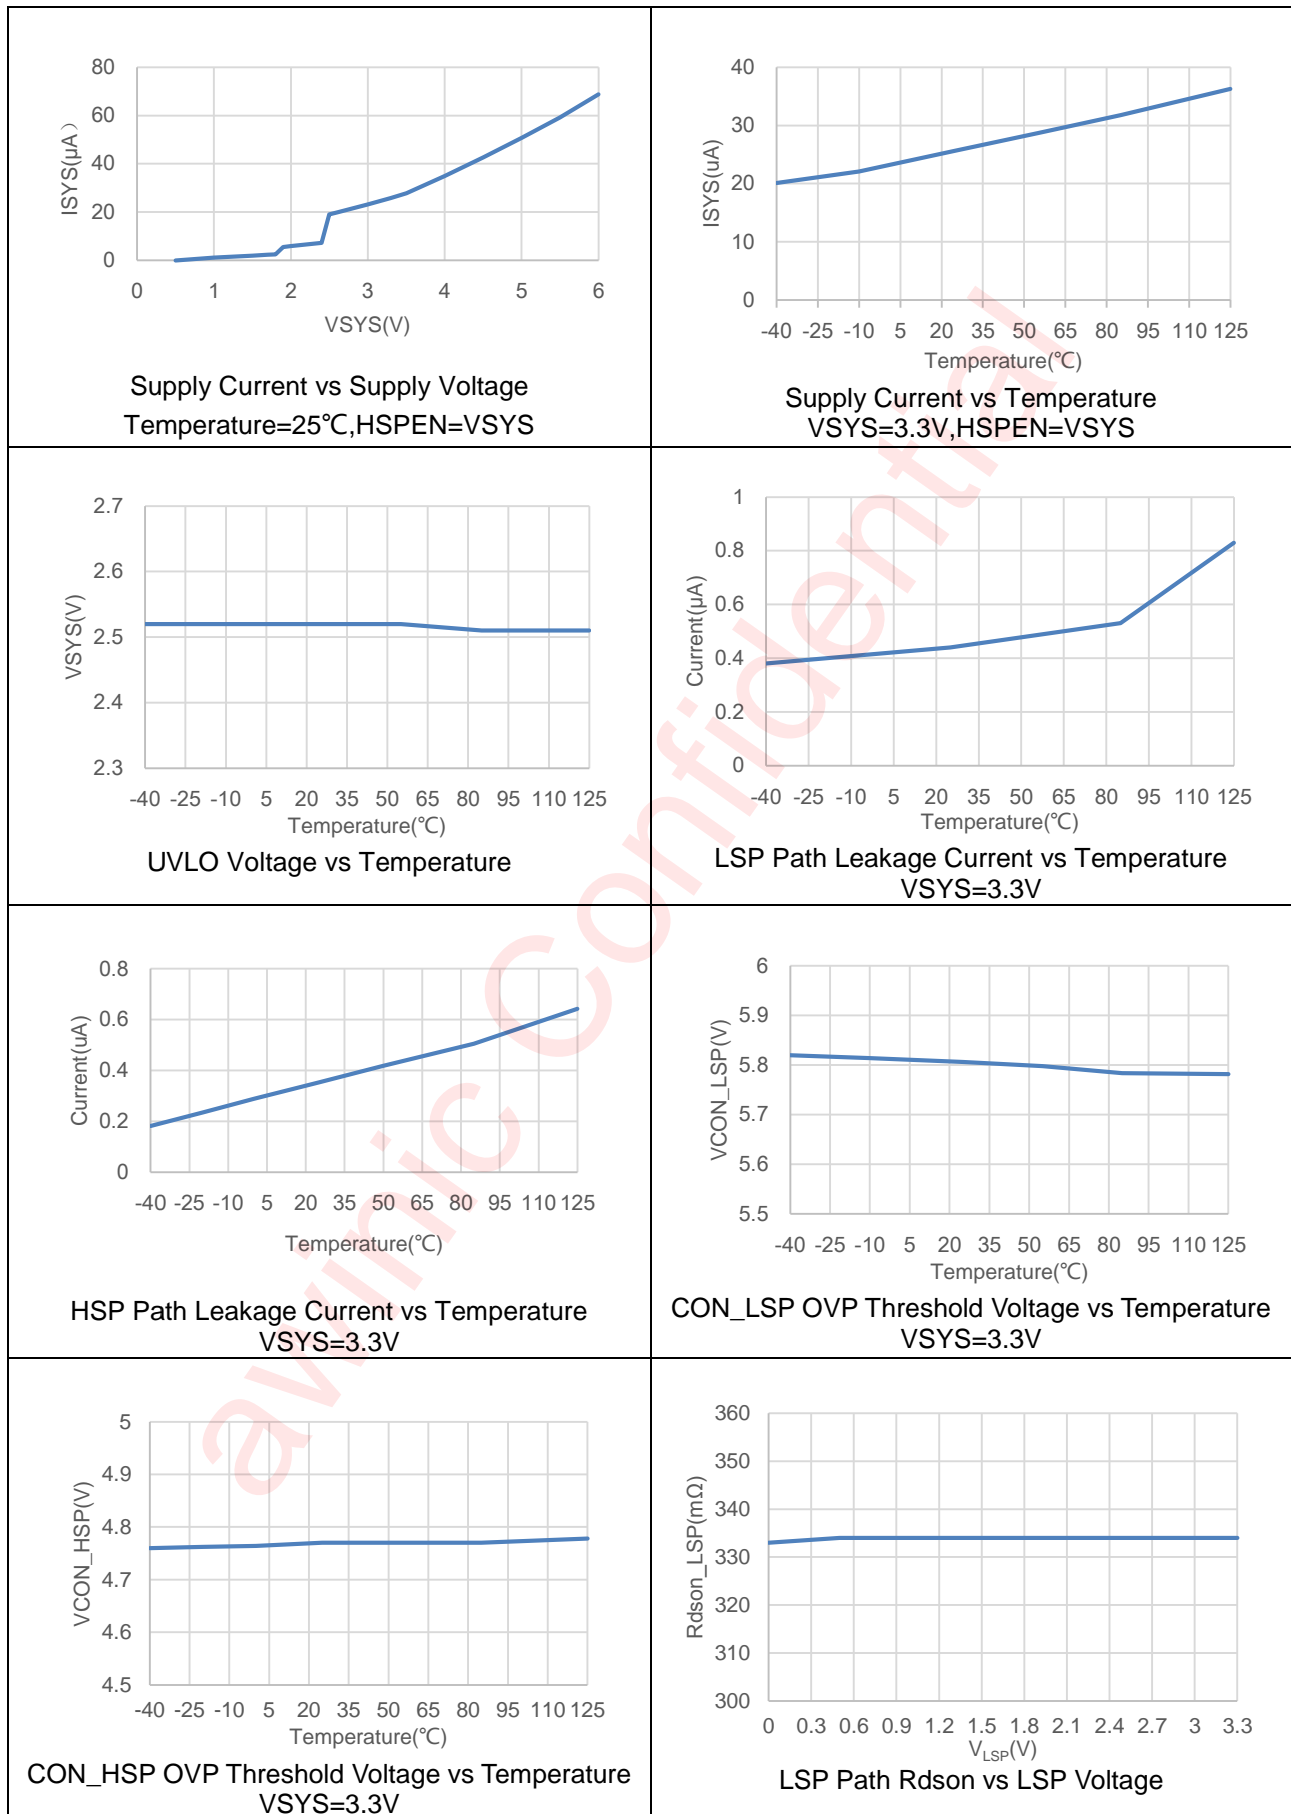 80
60
40
20
0
ISYS(μA）
0 1 2 3 4 5 6
VSYS(V)
Supply Current vs Supply Voltage
Temperature=25℃,HSPEN=VSYS
40
30
20
10
0
ISYS(uA)
-40 -25 -10 5 20 35 50 65 80 95 110 125
Temperature(℃)
Supply Current vs Temperature
VSYS=3.3V,HSPEN=VSYS
2.7
2.6
2.5
2.4
2.3
VSYS(V)
-40 -25 -10 5 20 35 50 65 80 95 110 125
Temperature(℃)
UVLO Voltage vs Temperature
1
0.8
0.6
0.4
0.2
0
Current(μA)
-40 -25 -10 5 20 35 50 65 80 95 110 125
Temperature(℃)
LSP Path Leakage Current vs Temperature
VSYS=3.3V
0.8
0.6
0.4
0.2
0
Current(uA)
-40 -25 -10 5 20 35 50 65 80 95 110 125
Temperature(℃)
HSP Path Leakage Current vs Temperature
VSYS=3.3V
6
5.9
5.8
5.7
5.6
5.5
VCON_LSP(V)
-40 -25 -10 5 20 35 50 65 80 95 110 125
Temperature(℃)
CON_LSP OVP Threshold Voltage vs Temperature
VSYS=3.3V
5
4.9
4.8
4.7
4.6
4.5
VCON_HSP(V)
-40 -25 -10 5 20 35 50 65 80 95 110 125
Temperature(℃)
CON_HSP OVP Threshold Voltage vs Temperature
VSYS=3.3V
360
350
340
330
320
310
300
Rdson_LSP(mΩ)
0 0.3 0.6 0.9 1.2 1.5 1.8 2.1 2.4 2.7 3 3.3
VLSP(V)
LSP Path Rdson vs LSP Voltage
awinic Confidential